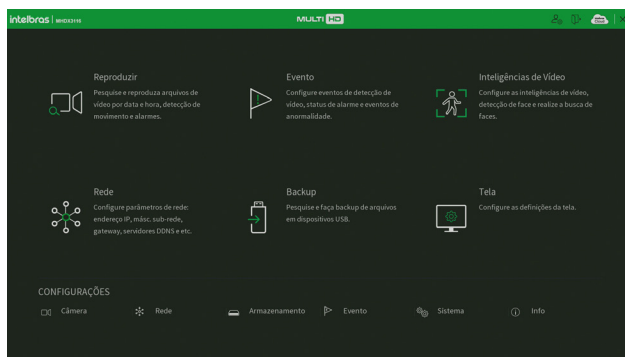 intelbras | MHDX3116
MULTI HD
Reproduzir
Pesquise e reproduza arquivos de
vídeo por data e hora, detecção de
movimento e alarmes.
Evento
Configure eventos de detecção de
vídeo, status de alarme e eventos de
anormalidade.
Inteligências de Vídeo
Configure as inteligências de vídeo,
detecção de face e realize a busca de
faces.
Rede
Configure parâmetros de rede:
endereço IP, másc. sub-rede,
gateway, servidores DDNS e etc.
Backup
Pesquise e faça backup de arquivos
em dispositivos USB.
Tela
Configure as definições da tela.
CONFIGURAÇÕES
Câmera Rede Armazenamento Evento Sistema Info